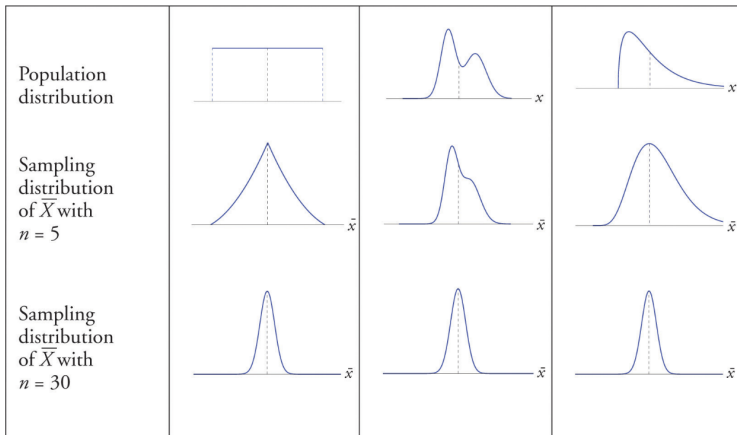 Population
distribution
x
x
Sampling
distribution
of X̅ with
n = 5
x̄
x̄
x̄
Sampling
distribution
of X̅ with
n = 30
x̄
x̄
x̄